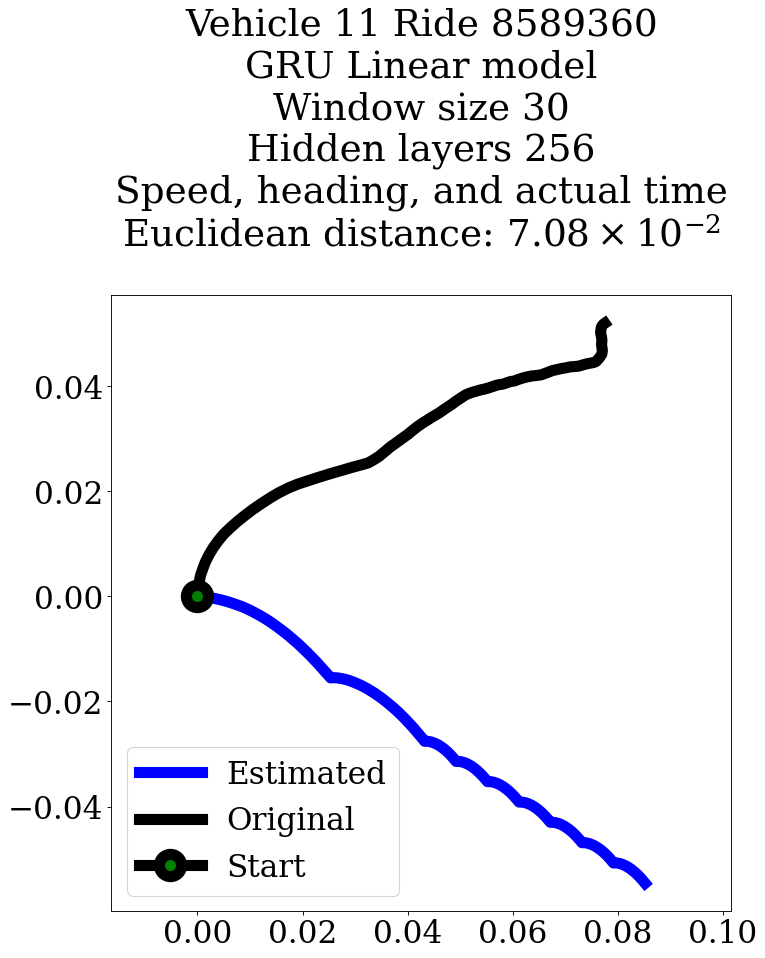 Vehicle 11 Ride 8589360
GRU Linear model
Window size 30
Hidden layers 256
Speed, heading, and actual time
Euclidean distance: 7.08 × 10⁻²
0.04
0.02
0.00
−0.02
−0.04
Estimated
Original
Start
0.00 0.02 0.04 0.06 0.08 0.10